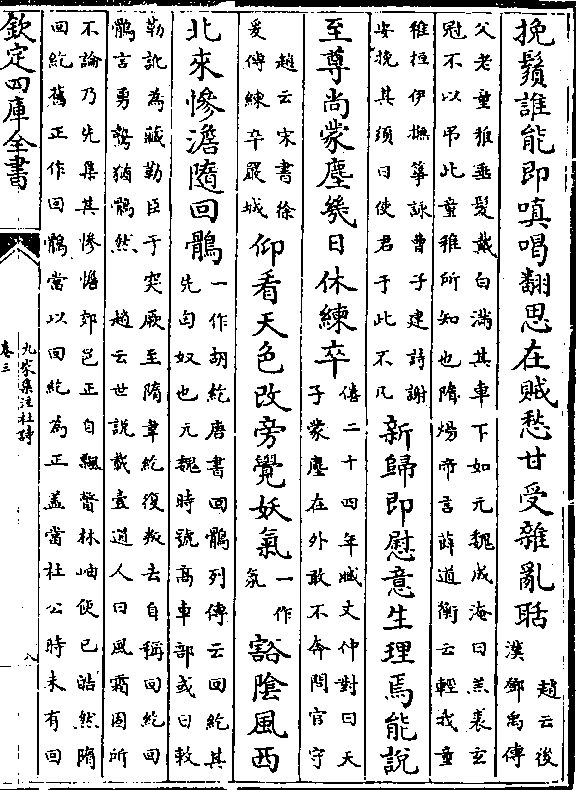 挽鬚誰能即嗔喝翻思在賊愁甘受雜亂聒
趙云後
漢鄧禹傳
父老童稚垂髮戴白滿其車下如元魏成淹曰羔裘玄
冠不以弔此童稚所知也隋煬帝言薛道衡云輕我童
稚桓伊撫箏詠曹子建詩謝
安挽其須曰使君于此不凡
新歸即慰意生理焉能說
至尊尚蒙塵幾日休練卒
僖二十四年臧文仲對曰天
子蒙塵在外敢不奔問官守
趙云宋書徐
爰傳練卒嚴城
仰看天色改旁覺妖氣
一作
氛
豁陰風西
北來慘澹隨回鶻
一作胡紇唐書回鶻列傳云回紇其
先匈奴也元魏時號高車部或曰敕
勒訛為鐵勒臣于突厥至隋韋紇復叛去自稱回紇回
鶻言勇鷙猶鶻然 趙云世說載壹道人曰風霜固所
不論乃先集其慘憺郊邑正自飄瞥林岫便已皓然隋
回紇舊正作回鶻當以回紇為正蓋當杜公時未有回
欽定四庫全書
九家集注杜詩
卷三
八